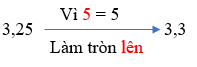 Vì 5 = 5
3,25 3,3
Làm tròn lên